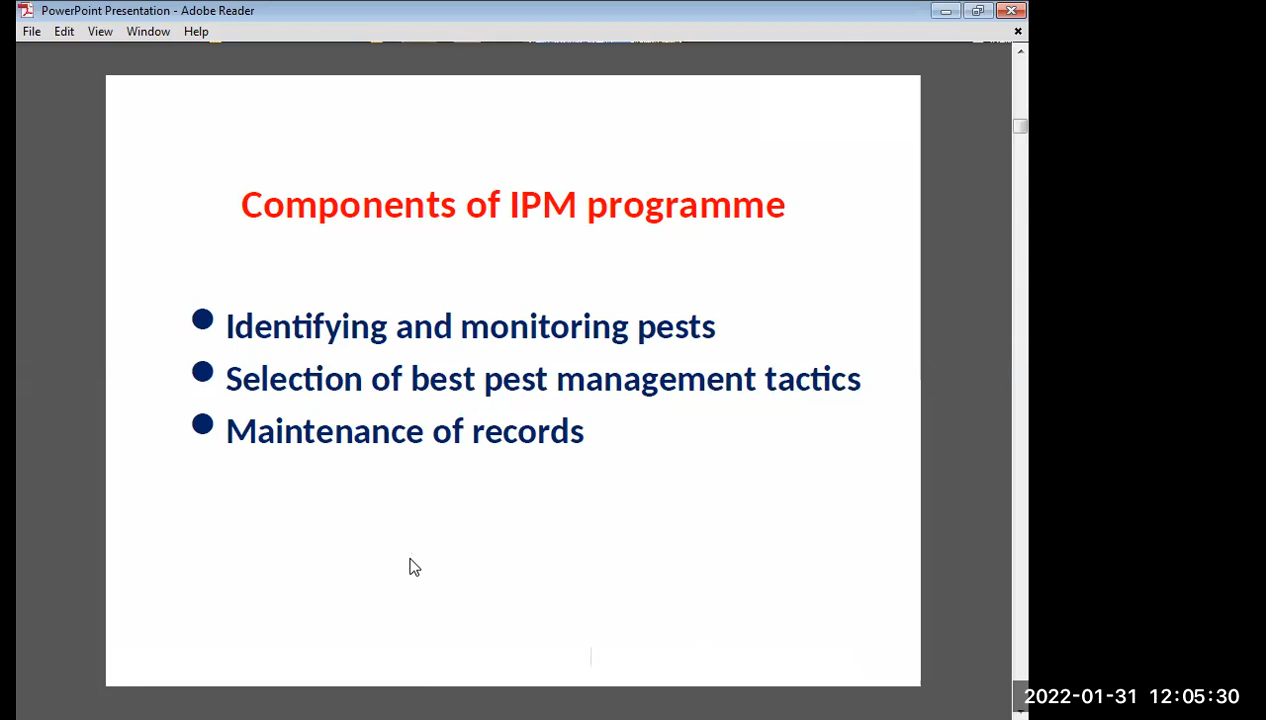 PowerPoint Presentation - Adobe Reader
File Edit View Window Help
Components of IPM programme
Identifying and monitoring pests
Selection of best pest management tactics
Maintenance of records
2022-01-31 12:05:30